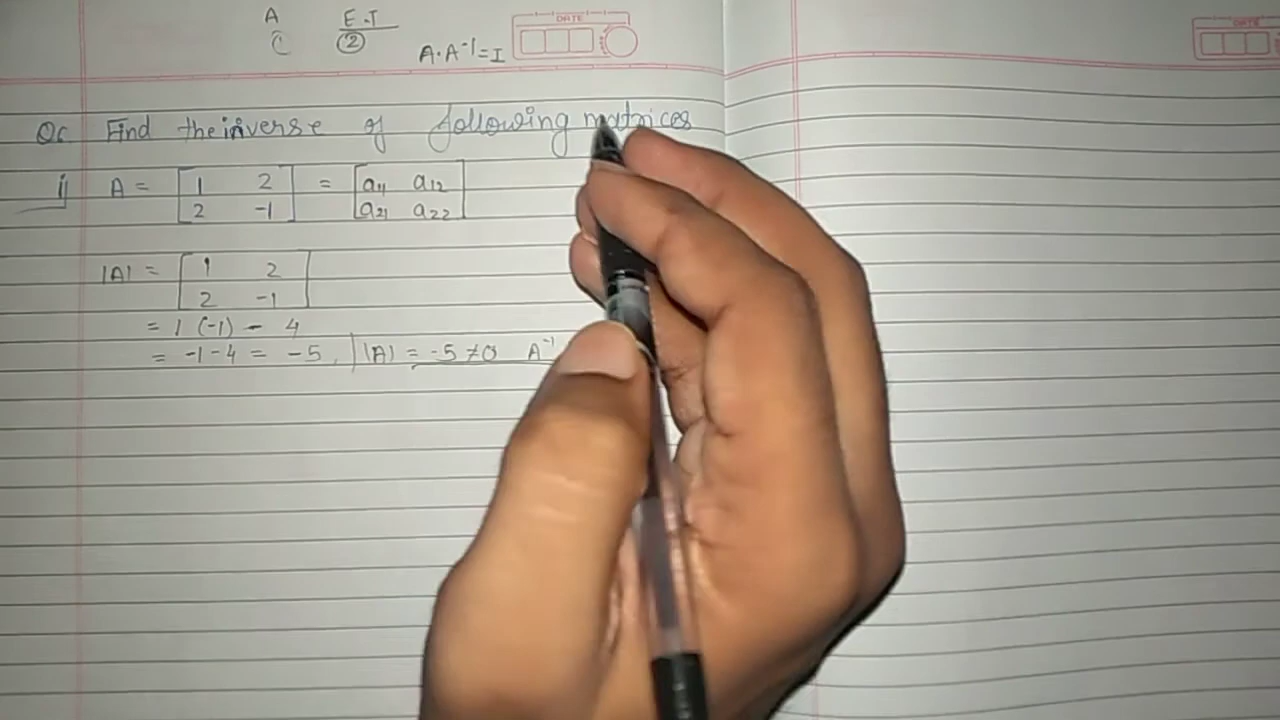 A E.T
C 2 A·A⁻¹=I
DATE
DATE
Q6 Find the inverse of following matrices
i) A = [1 2 = [a₁₁ a₁₂
2 -1] a₂₁ a₂₂]
|A| = [1 2
2 -1]
= 1 (-1) - 4
= -1-4 = -5, |A| = -5 ≠ 0 A⁻¹